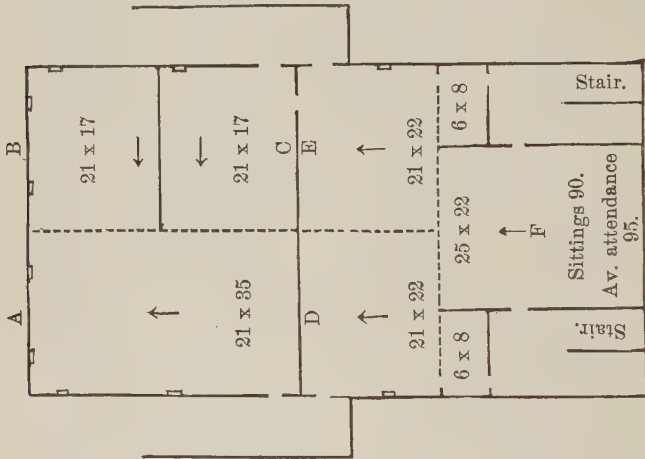 A
B
21 x 17
21 x 17
21 x 35
C
D
E
21 x 22
21 x 22
6 x 8
6 x 8
25 x 22
F
Sittings 90.
Av. attendance
95.
Stair.
Stair.